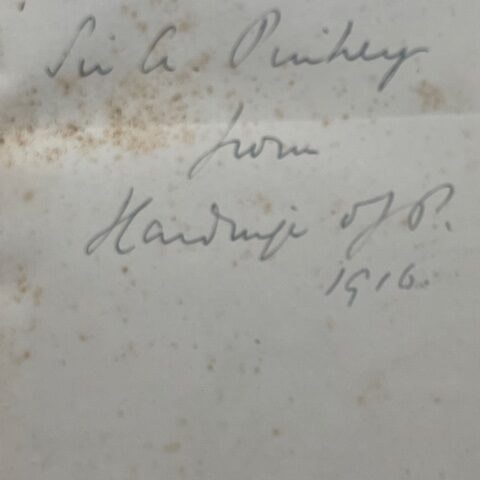 Sir A. Pinhey
from
Hardinge of P.
1916.